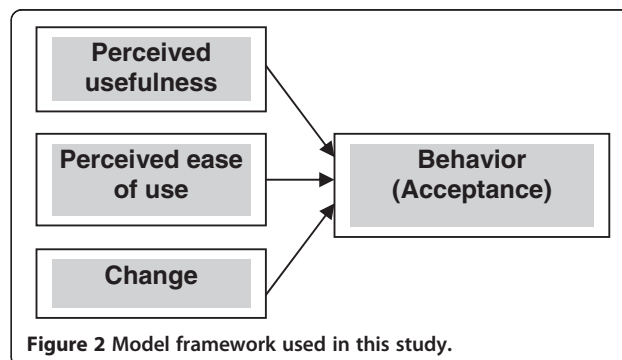 Perceived
usefulness
Perceived ease
of use
Change
Behavior
(Acceptance)
Figure 2 Model framework used in this study.